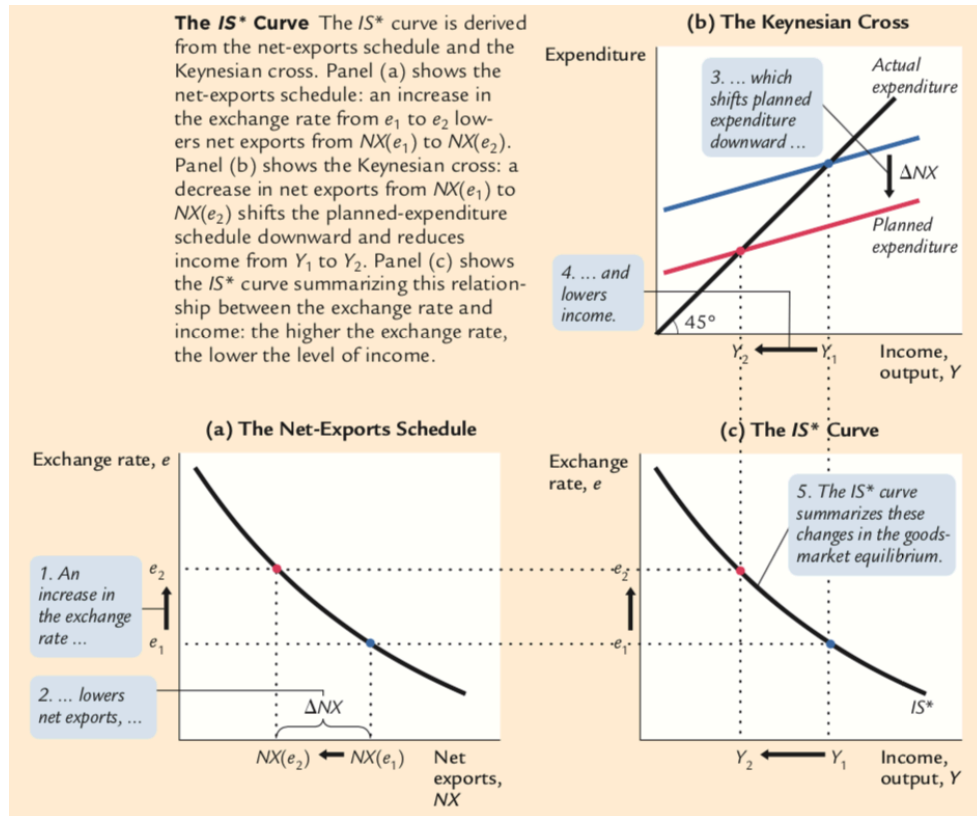 The IS* Curve The IS* curve is derived
from the net-exports schedule and the
Keynesian cross. Panel (a) shows the
net-exports schedule: an increase in
the exchange rate from e1 to e2 low-
ers net exports from NX(e1) to NX(e2).
Panel (b) shows the Keynesian cross: a
decrease in net exports from NX(e1) to
NX(e2) shifts the planned-expenditure
schedule downward and reduces
income from Y1 to Y2. Panel (c) shows
the IS* curve summarizing this relation-
ship between the exchange rate and
income: the higher the exchange rate,
the lower the level of income.
(b) The Keynesian Cross
Expenditure
Actual
expenditure
3. ... which
shifts planned
expenditure
downward ...
ΔNX
Planned
expenditure
4. ... and
lowers
income.
45°
Y2
Y1
Income,
output, Y
(a) The Net-Exports Schedule
Exchange rate, e
1. An
increase in
the exchange
rate ...
e2
e1
2. ... lowers
net exports, ...
ΔNX
NX(e2)
NX(e1)
Net
exports,
NX
(c) The IS* Curve
Exchange
rate, e
5. The IS* curve
summarizes these
changes in the goods-
market equilibrium.
e2
e1
IS*
Y2
Y1
Income,
output, Y